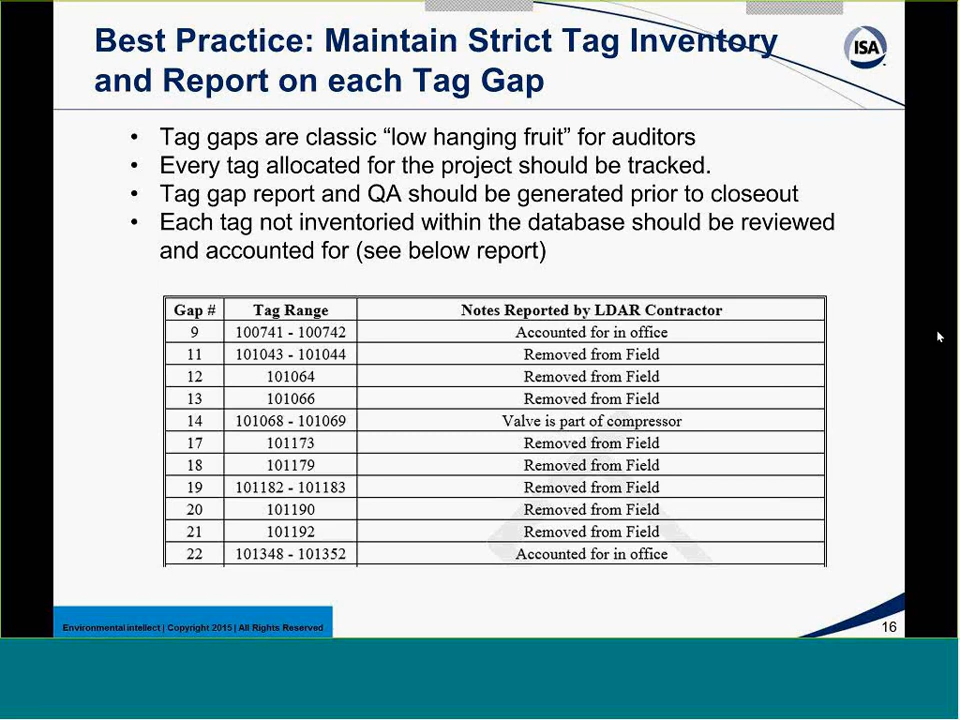 Best Practice: Maintain Strict Tag Inventory
and Report on each Tag Gap
ISA
• Tag gaps are classic “low hanging fruit” for auditors
• Every tag allocated for the project should be tracked.
• Tag gap report and QA should be generated prior to closeout
• Each tag not inventoried within the database should be reviewed
and accounted for (see below report)
Gap # Tag Range Notes Reported by LDAR Contractor
9 100741 - 100742 Accounted for in office
11 101043 - 101044 Removed from Field
12 101064 Removed from Field
13 101066 Removed from Field
14 101068 - 101069 Valve is part of compressor
17 101173 Removed from Field
18 101179 Removed from Field
19 101182 - 101183 Removed from Field
20 101190 Removed from Field
21 101192 Removed from Field
22 101348 - 101352 Accounted for in office
Environmental intellect | Copyright 2015 | All Rights Reserved
16